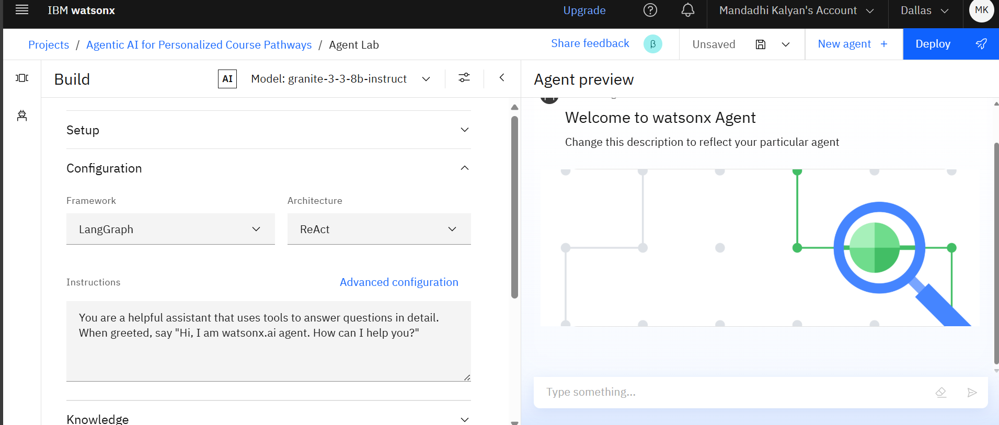 IBM watsonx
Upgrade
Mandadhi Kalyan's Account
Dallas
MK
Projects / Agentic AI for Personalized Course Pathways / Agent Lab
Share feedback
β
Unsaved
New agent +
Deploy
Build
AI
Model: granite-3-3-8b-instruct
Setup
Configuration
Framework
Architecture
LangGraph
ReAct
Instructions
Advanced configuration
You are a helpful assistant that uses tools to answer questions in detail.
When greeted, say "Hi, I am watsonx.ai agent. How can I help you?"
Knowledge
Agent preview
Welcome to watsonx Agent
Change this description to reflect your particular agent
Type something...